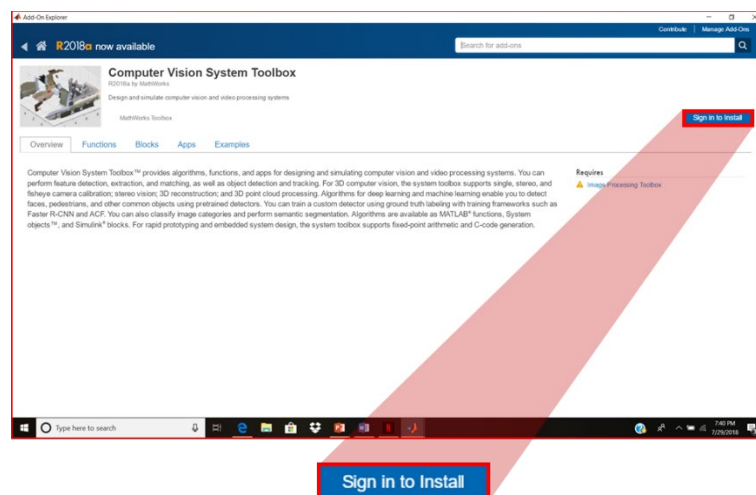 Add-On Explorer
Contribute | Manage Add-Ons
R2018a now available
Search for add-ons
Computer Vision System Toolbox
R2018a by MathWorks
Design and simulate computer vision and video processing systems
MathWorks Toolbox
Sign in to Install
Overview Functions Blocks Apps Examples
Computer Vision System Toolbox™ provides algorithms, functions, and apps for designing and simulating computer vision and video processing systems. You can
perform feature detection, extraction, and matching, as well as object detection and tracking. For 3D computer vision, the system toolbox supports single, stereo, and
fisheye camera calibration; stereo vision; 3D reconstruction; and 3D point cloud processing. Algorithms for deep learning and machine learning enable you to detect
faces, pedestrians, and other common objects using pretrained detectors. You can train a custom detector using ground truth labeling with training frameworks such as
Faster R-CNN and ACF. You can also classify image categories and perform semantic segmentation. Algorithms are available as MATLAB® functions, System
objects™, and Simulink® blocks. For rapid prototyping and embedded system design, the system toolbox supports fixed-point arithmetic and C-code generation.
Requires
Image Processing Toolbox
Type here to search
7:40 PM
7/29/2018
Sign in to Install